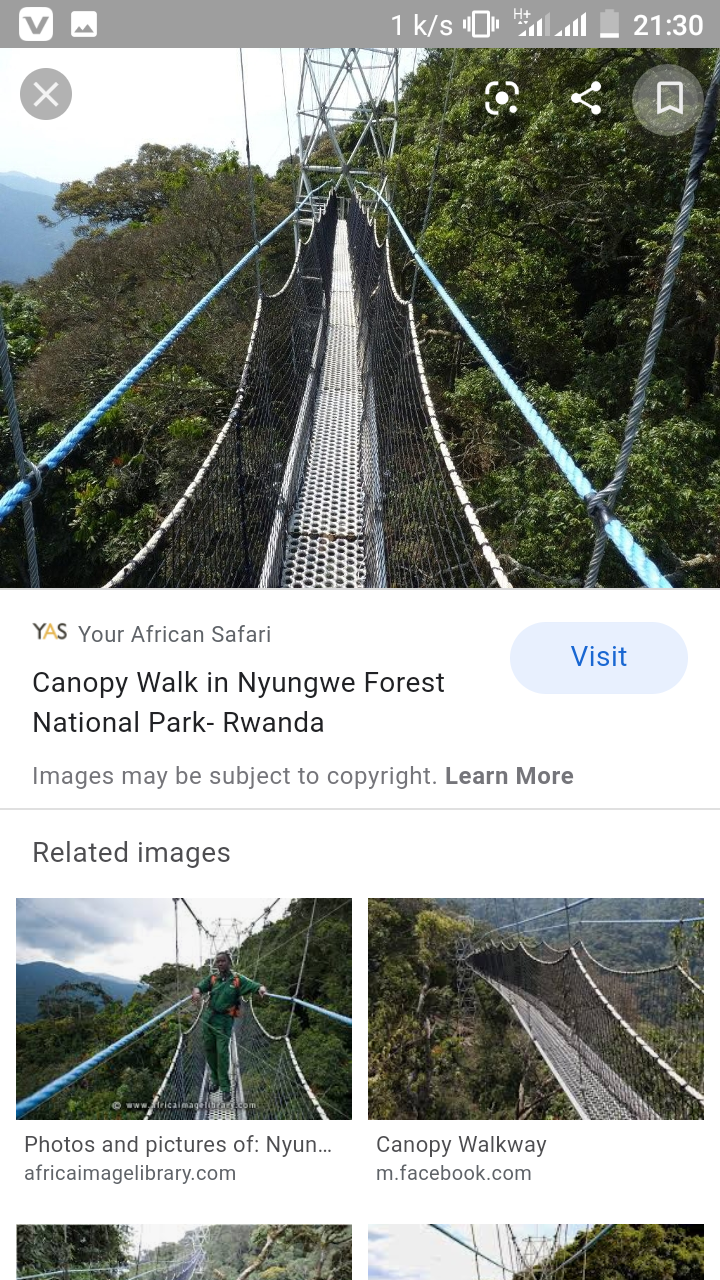 1 k/s H+ 21:30
YAS Your African Safari
Visit
Canopy Walk in Nyungwe Forest
National Park- Rwanda
Images may be subject to copyright. Learn More
Related images
© www.africaimagelibrary.com
Photos and pictures of: Nyun...
africaimagelibrary.com
Canopy Walkway
m.facebook.com